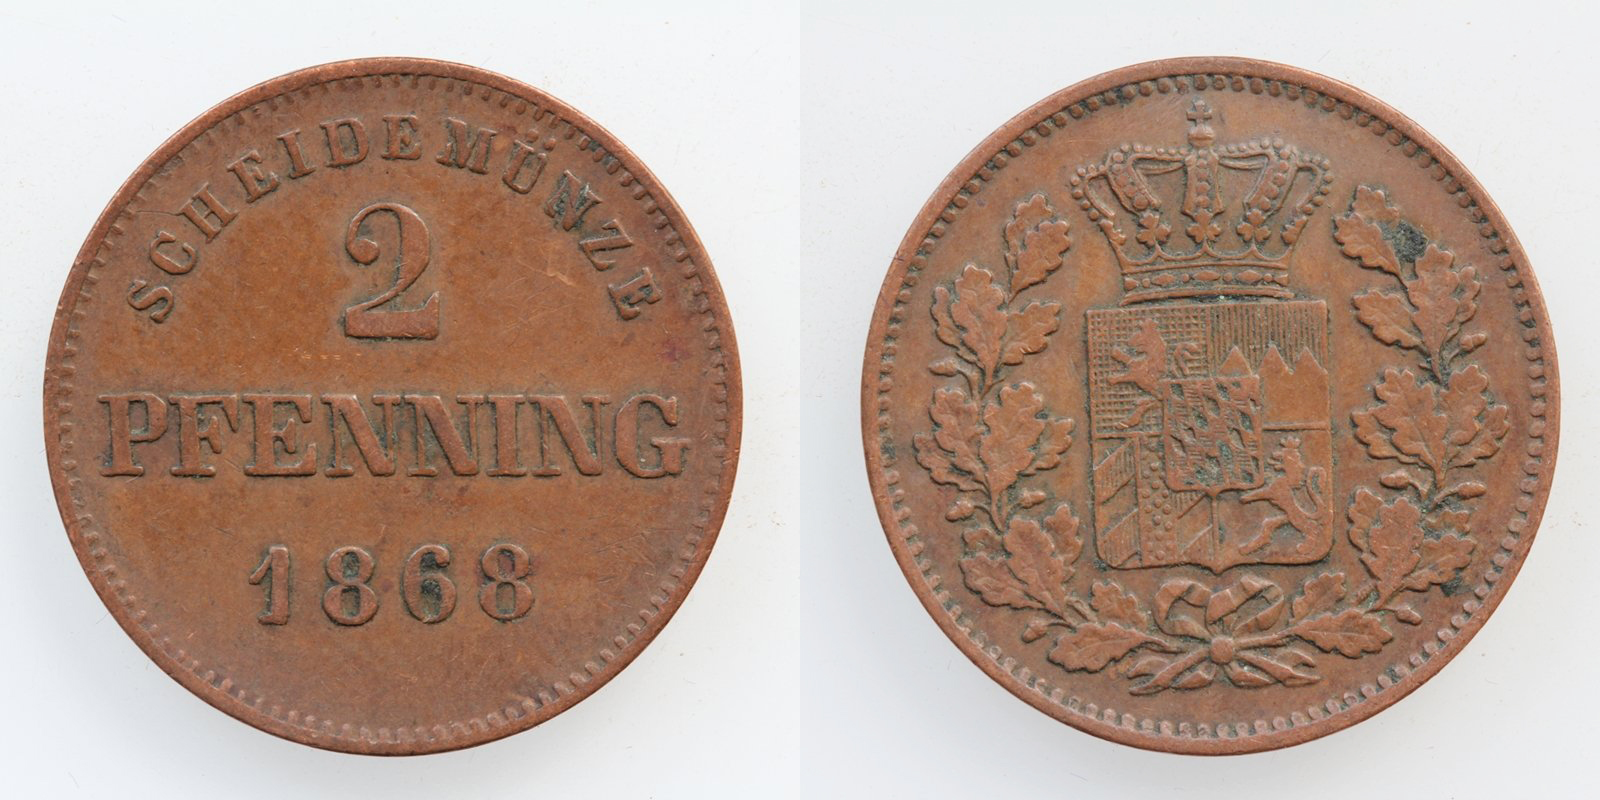 SCHEIDEMÜNZE
2
PFENNING
1868